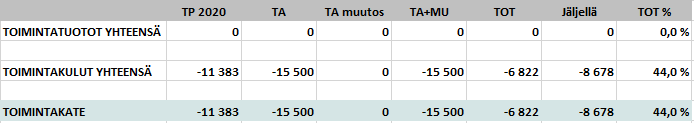 TP 2020 TA TA muutos TA+MU TOT Jäljellä TOT %
TOIMINTATUOTOT YHTEENSÄ 0 0 0 0 0 0 0,0 %
TOIMINTAKULUT YHTEENSÄ -11 383 -15 500 0 -15 500 -6 822 -8 678 44,0 %
TOIMINTAKATE -11 383 -15 500 0 -15 500 -6 822 -8 678 44,0 %